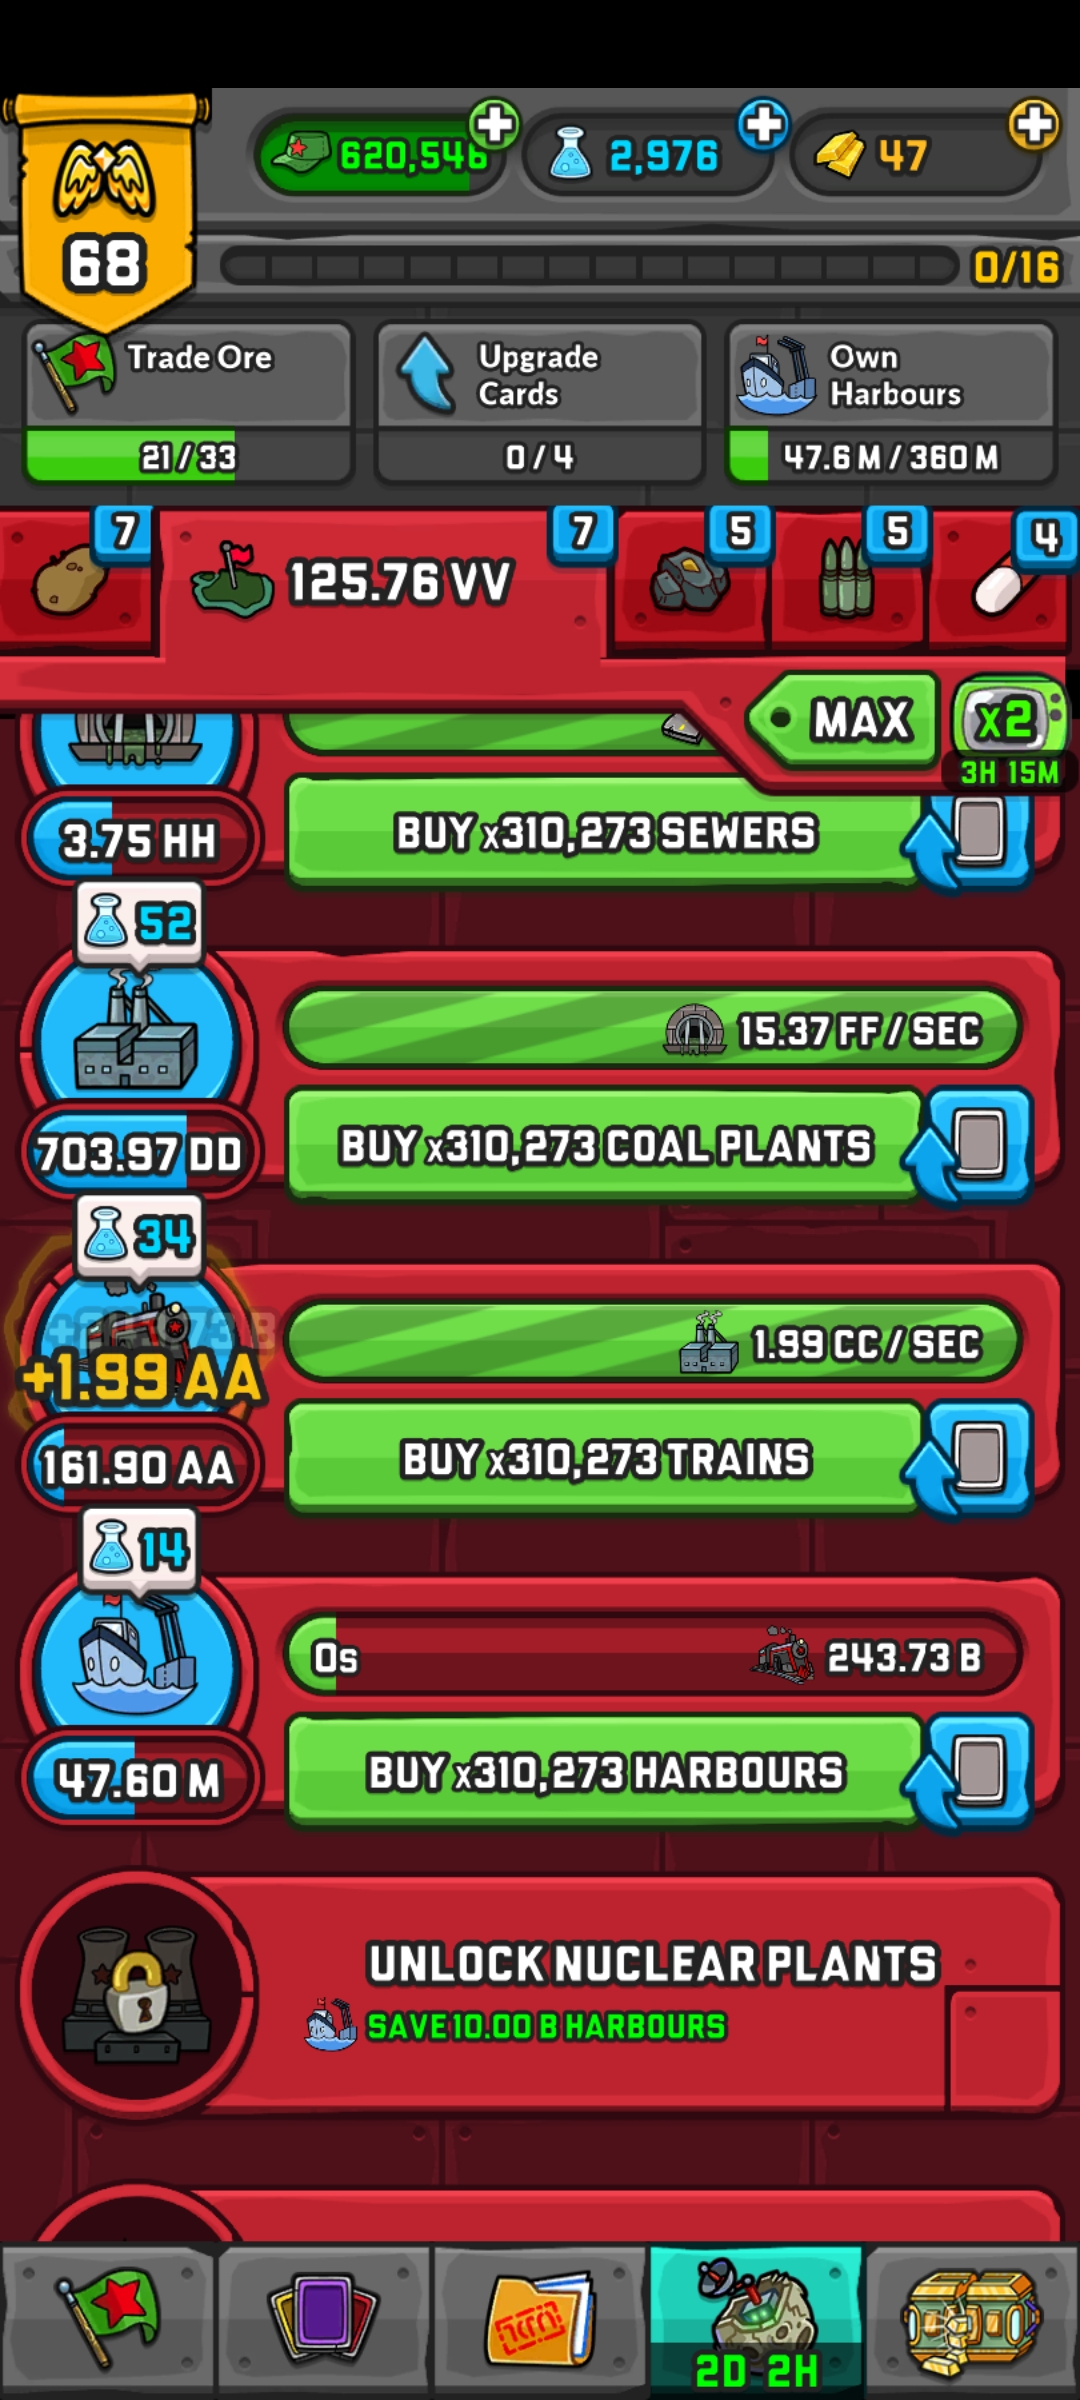 620,546
2,976
47
68
0/16
Trade Ore
21/33
Upgrade
Cards
0/4
Own
Harbours
47.6 M/360 M
7
125.76 VV
7
5
5
4
MAX
x2
3H 15M
3.75 HH
BUY x310,273 SEWERS
52
15.37 FF/SEC
703.97 DD
BUY x310,273 COAL PLANTS
34
1.99 CC/SEC
+1.99 AA
161.90 AA
BUY x310,273 TRAINS
14
0s
243.73 B
47.60 M
BUY x310,273 HARBOURS
UNLOCK NUCLEAR PLANTS
SAVE 10.00 B HARBOURS
2D 2H